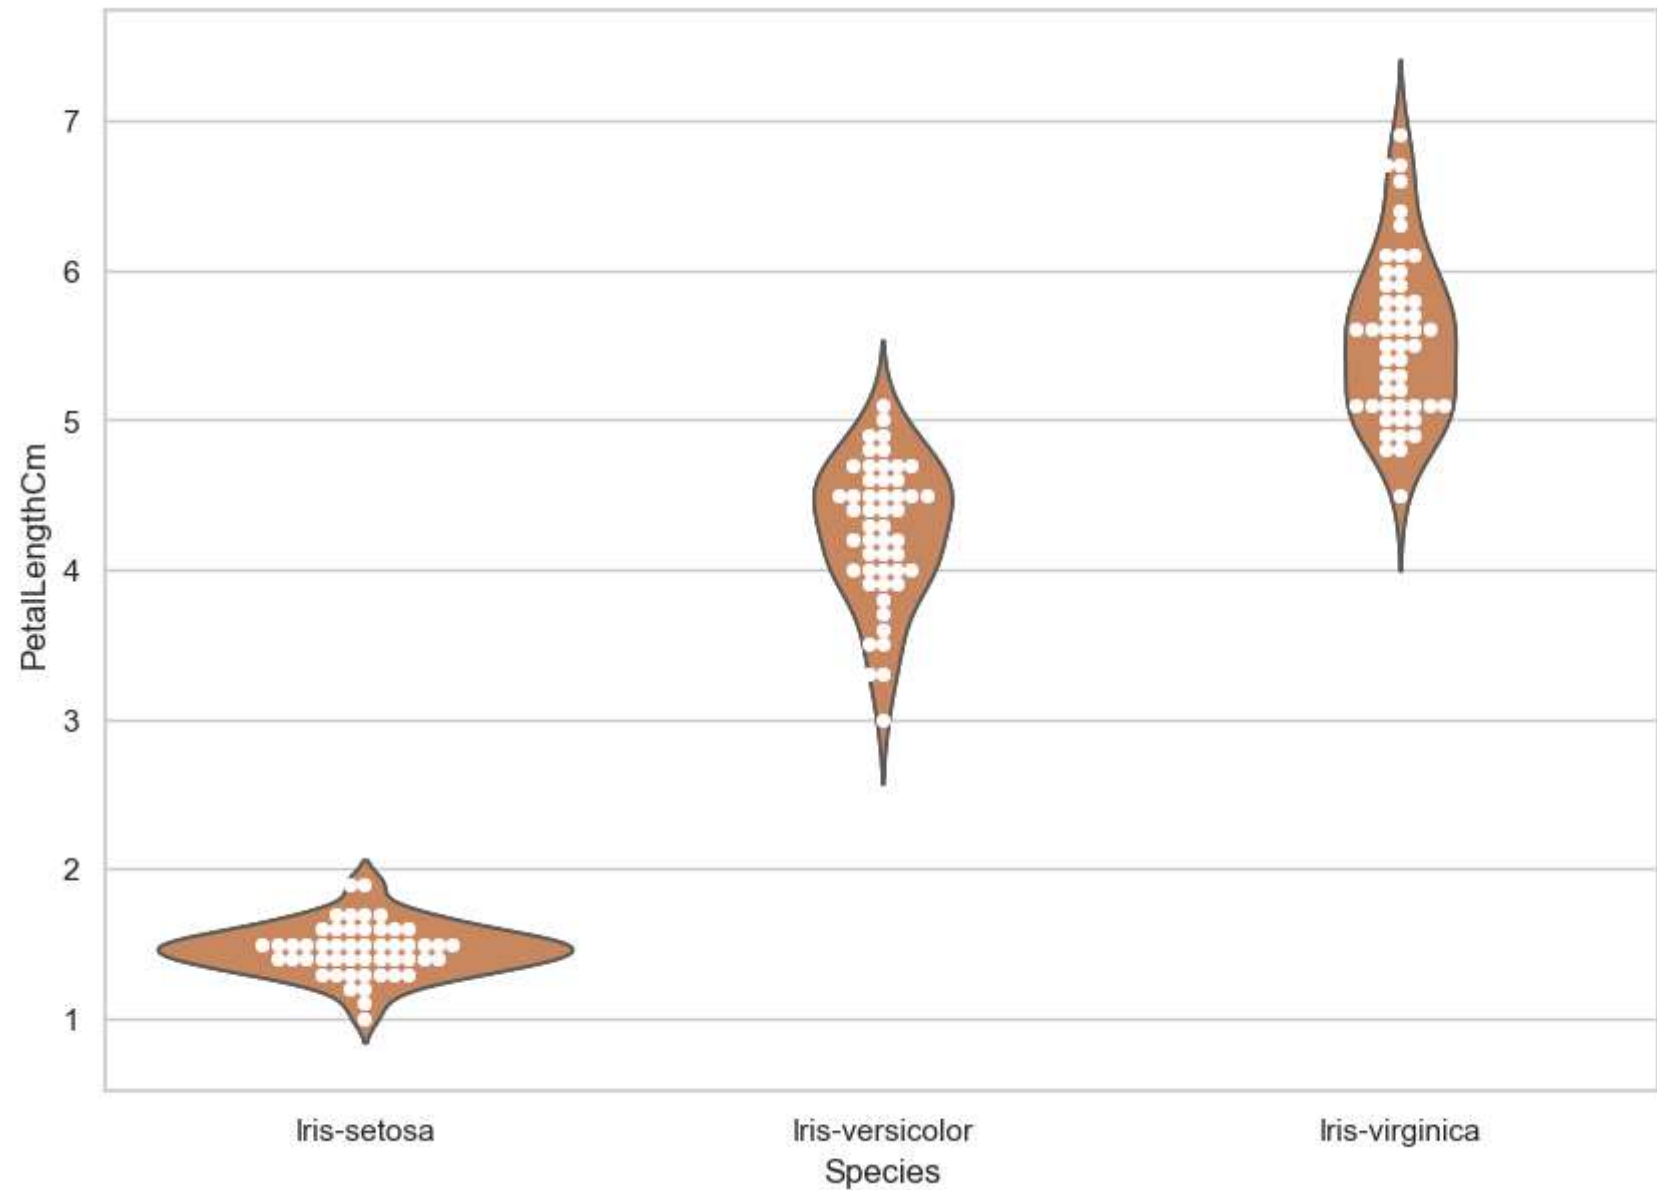 PetalLengthCm
7
6
5
4
3
2
1
Iris-setosa
Iris-versicolor
Iris-virginica
Species